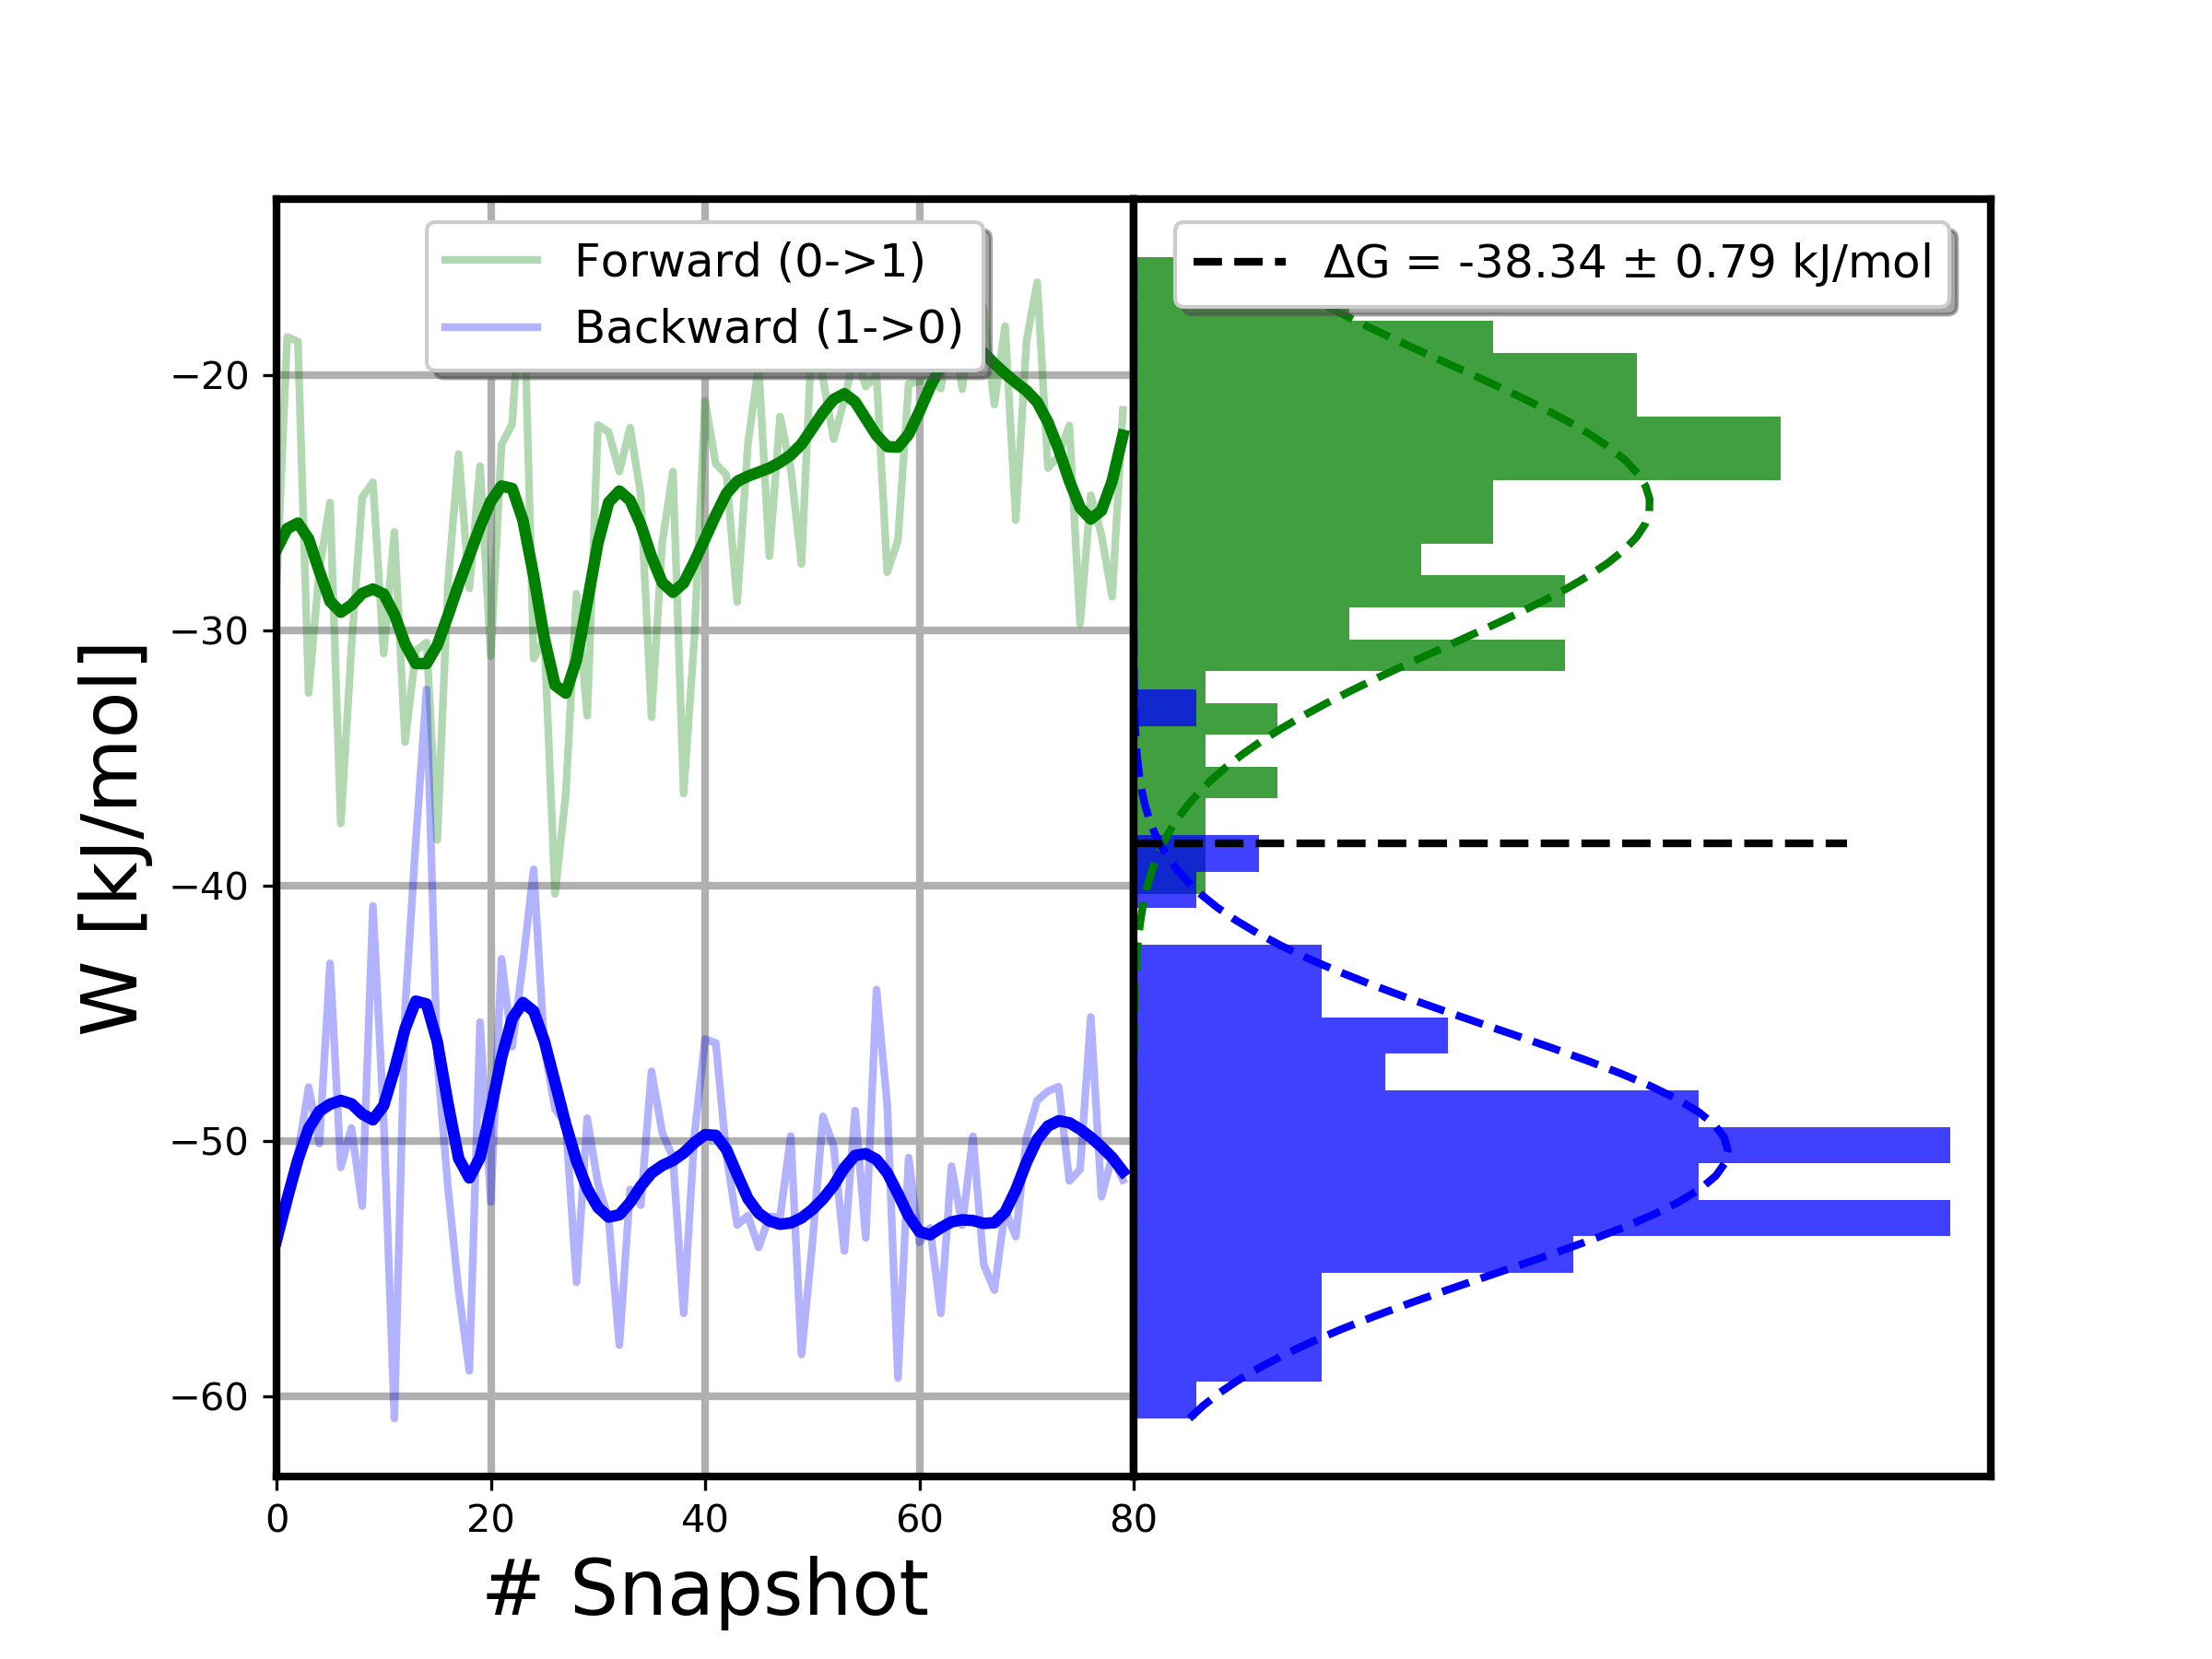 Forward (0->1)
Backward (1->0)
ΔG = -38.34 ± 0.79 kJ/mol
W [kJ/mol]
−20
−30
−40
−50
−60
0 20 40 60 80
# Snapshot